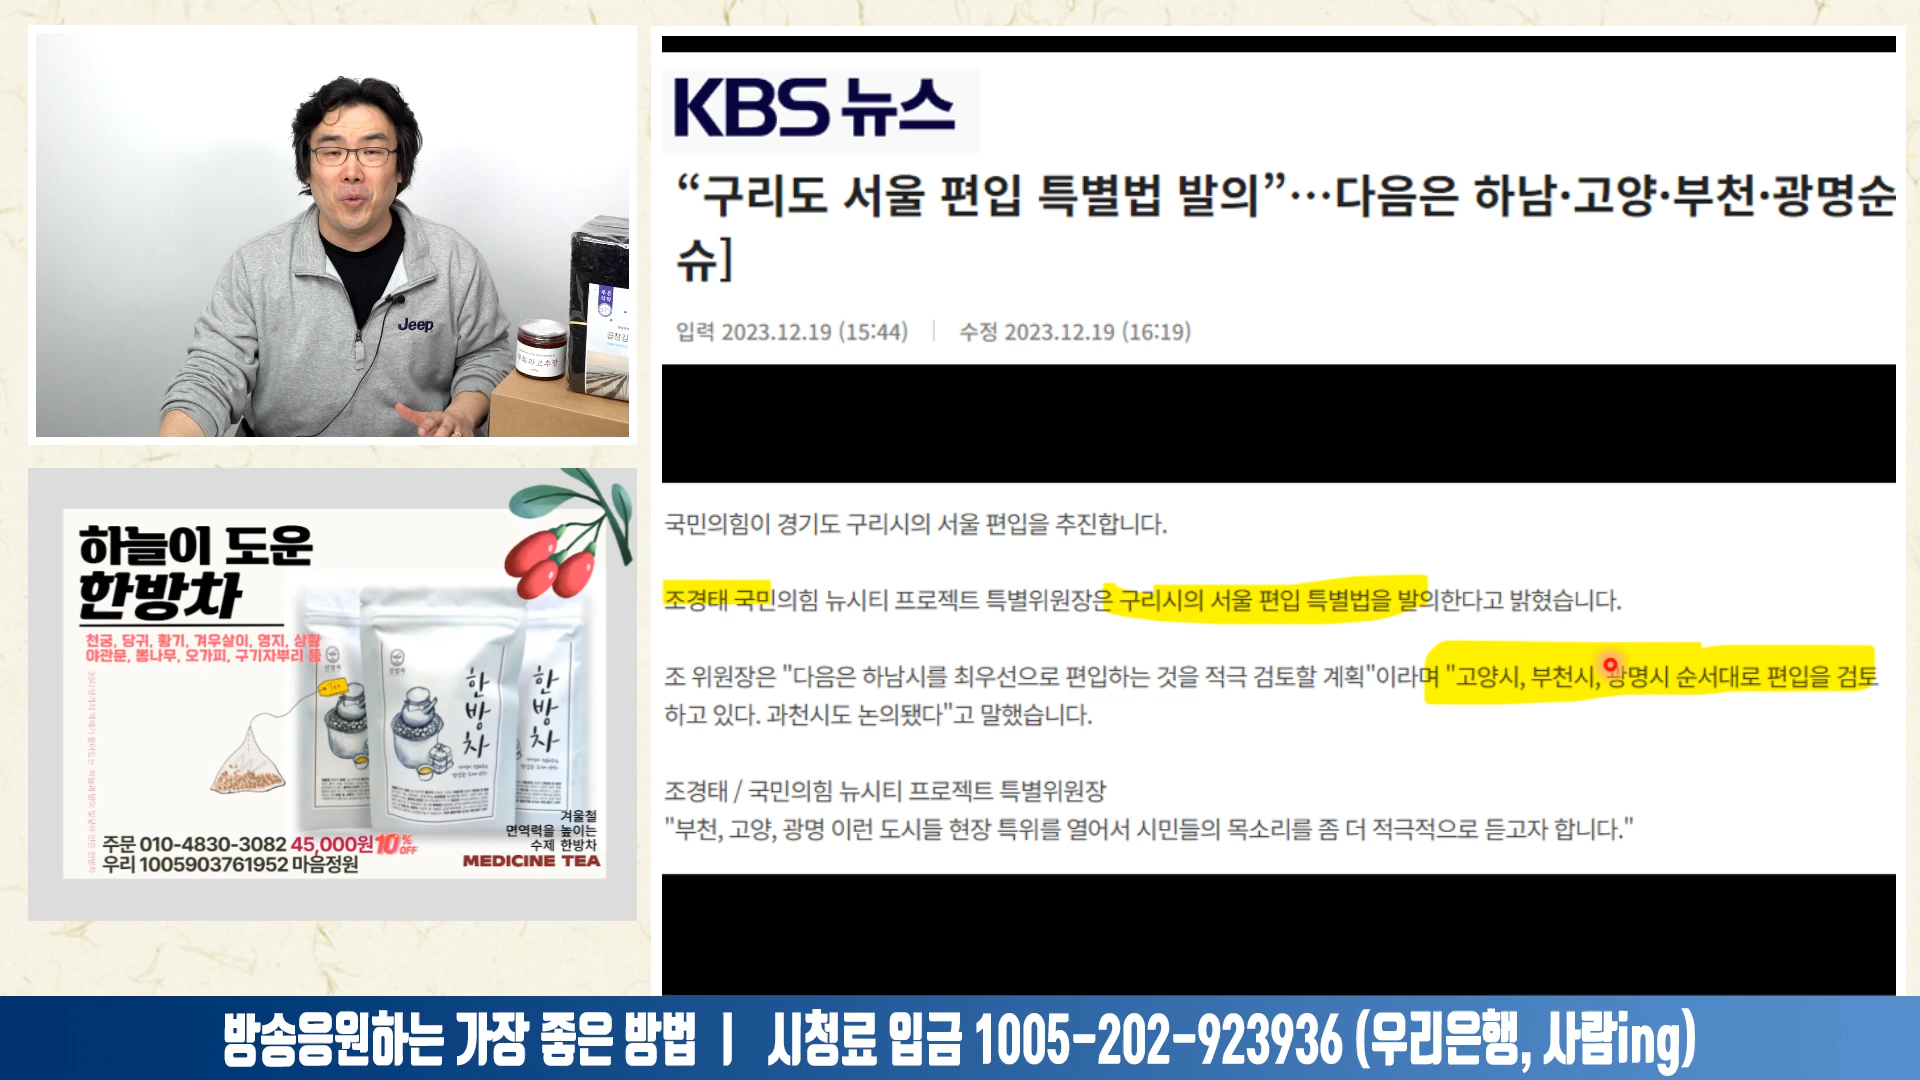 Jeep
하늘이 도운
한방차
천궁, 당귀, 황기, 겨우살이, 영지, 상황
야관문, 뽕나무, 오가피, 구기자뿌리 등
한방차
한방차
주문 010-4830-3082 45,000원 10% OFF
우리 1005903761952 마음정원
겨울철
면역력을 높이는
수제 한방차
MEDICINE TEA
KBS 뉴스
“구리도 서울 편입 특별법 발의”…다음은 하남·고양·부천·광명순
슈]
입력 2023.12.19 (15:44) | 수정 2023.12.19 (16:19)
국민의힘이 경기도 구리시의 서울 편입을 추진합니다.
조경태 국민의힘 뉴시티 프로젝트 특별위원장은 구리시의 서울 편입 특별법을 발의한다고 밝혔습니다.
조 위원장은 "다음은 하남시를 최우선으로 편입하는 것을 적극 검토할 계획"이라며 "고양시, 부천시, 광명시 순서대로 편입을 검토
하고 있다. 과천시도 논의됐다"고 말했습니다.
조경태 / 국민의힘 뉴시티 프로젝트 특별위원장
"부천, 고양, 광명 이런 도시들 현장 특위를 열어서 시민들의 목소리를 좀 더 적극적으로 듣고자 합니다."
방송응원하는 가장 좋은 방법 | 시청료 입금 1005-202-923936 (우리은행, 사람ing)